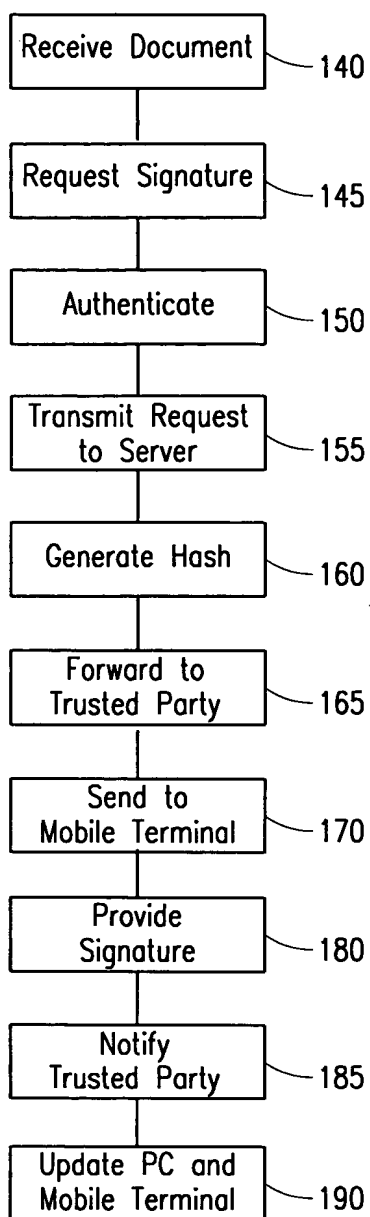 Receive Document
140
Request Signature
145
Authenticate
150
Transmit Request
to Server
155
Generate Hash
160
Forward to
Trusted Party
165
Send to
Mobile Terminal
170
Provide
Signature
180
Notify
Trusted Party
185
Update PC and
Mobile Terminal
190